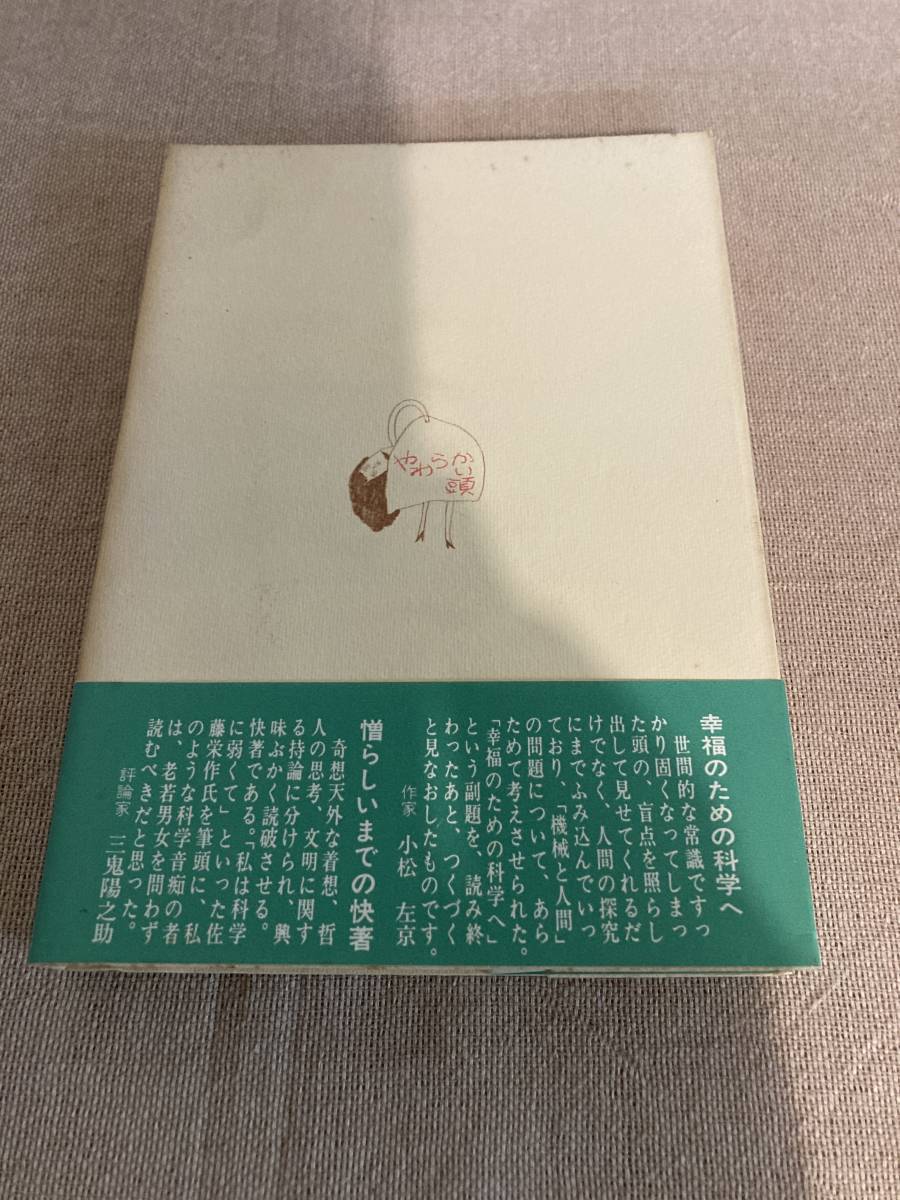 やわらかい頭
幸福のための科学へ
世間的な常識ですっ
かり固くなってしまっ
た頭の、盲点を照らし
出して見せてくれるだ
けでなく、人間の探究
にまでふみ込んでいっ
ており、「機械と人間」
の問題について、あら
ためて考えさせられた。
「幸福のための科学へ」
という副題を、読み終
わったあと、つくづく
と見なおしたものです。
作家 小松 左京
憎らしいまでの快著
奇想天外な着想、哲
人の思考、文明に関す
る持論に分けられ、興
味ぶかく読破させる。
快著である。「私は科学
に弱くて」といった佐
藤栄作氏を筆頭に、私
のような科学音痴の者
は、老若男女を問わず
読むべきだと思った。
評論家 三鬼陽之助